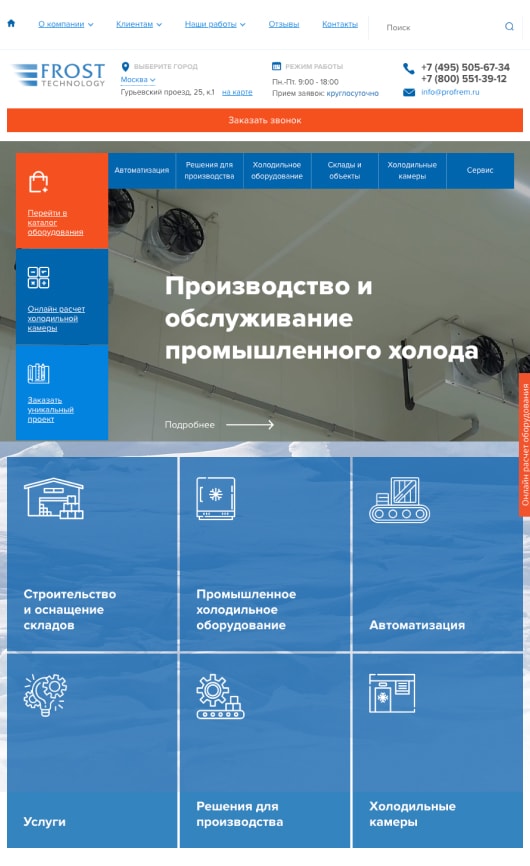 О компании
Клиентам
Наши работы
Отзывы
Контакты
Поиск
FROST
TECHNOLOGY
ВЫБЕРИТЕ ГОРОД
Москва
Гурьевский проезд, 25, к.1 на карте
РЕЖИМ РАБОТЫ
Пн.-Пт. 9:00 - 18:00
Прием заявок: круглосуточно
+7 (495) 505-67-34
+7 (800) 551-39-12
info@profrem.ru
Заказать звонок
Перейти в
каталог
оборудования
Автоматизация
Решения для
производства
Холодильное
оборудование
Склады и
объекты
Холодильные
камеры
Сервис
Онлайн расчет
холодильной
камеры
Заказать
уникальный
проект
Производство и
обслуживание
промышленного холода
Подробнее
Онлайн расчет оборудования
Строительство
и оснащение
складов
Промышленное
холодильное
оборудование
Автоматизация
Услуги
Решения для
производства
Холодильные
камеры